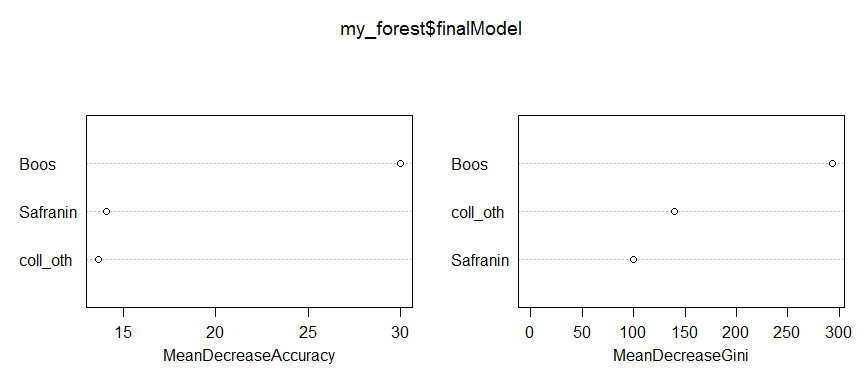 my_forest$finalModel
Boos
Safranin
coll_oth
15 20 25 30
MeanDecreaseAccuracy
Boos
coll_oth
Safranin
0 50 100 150 200 250 300
MeanDecreaseGini